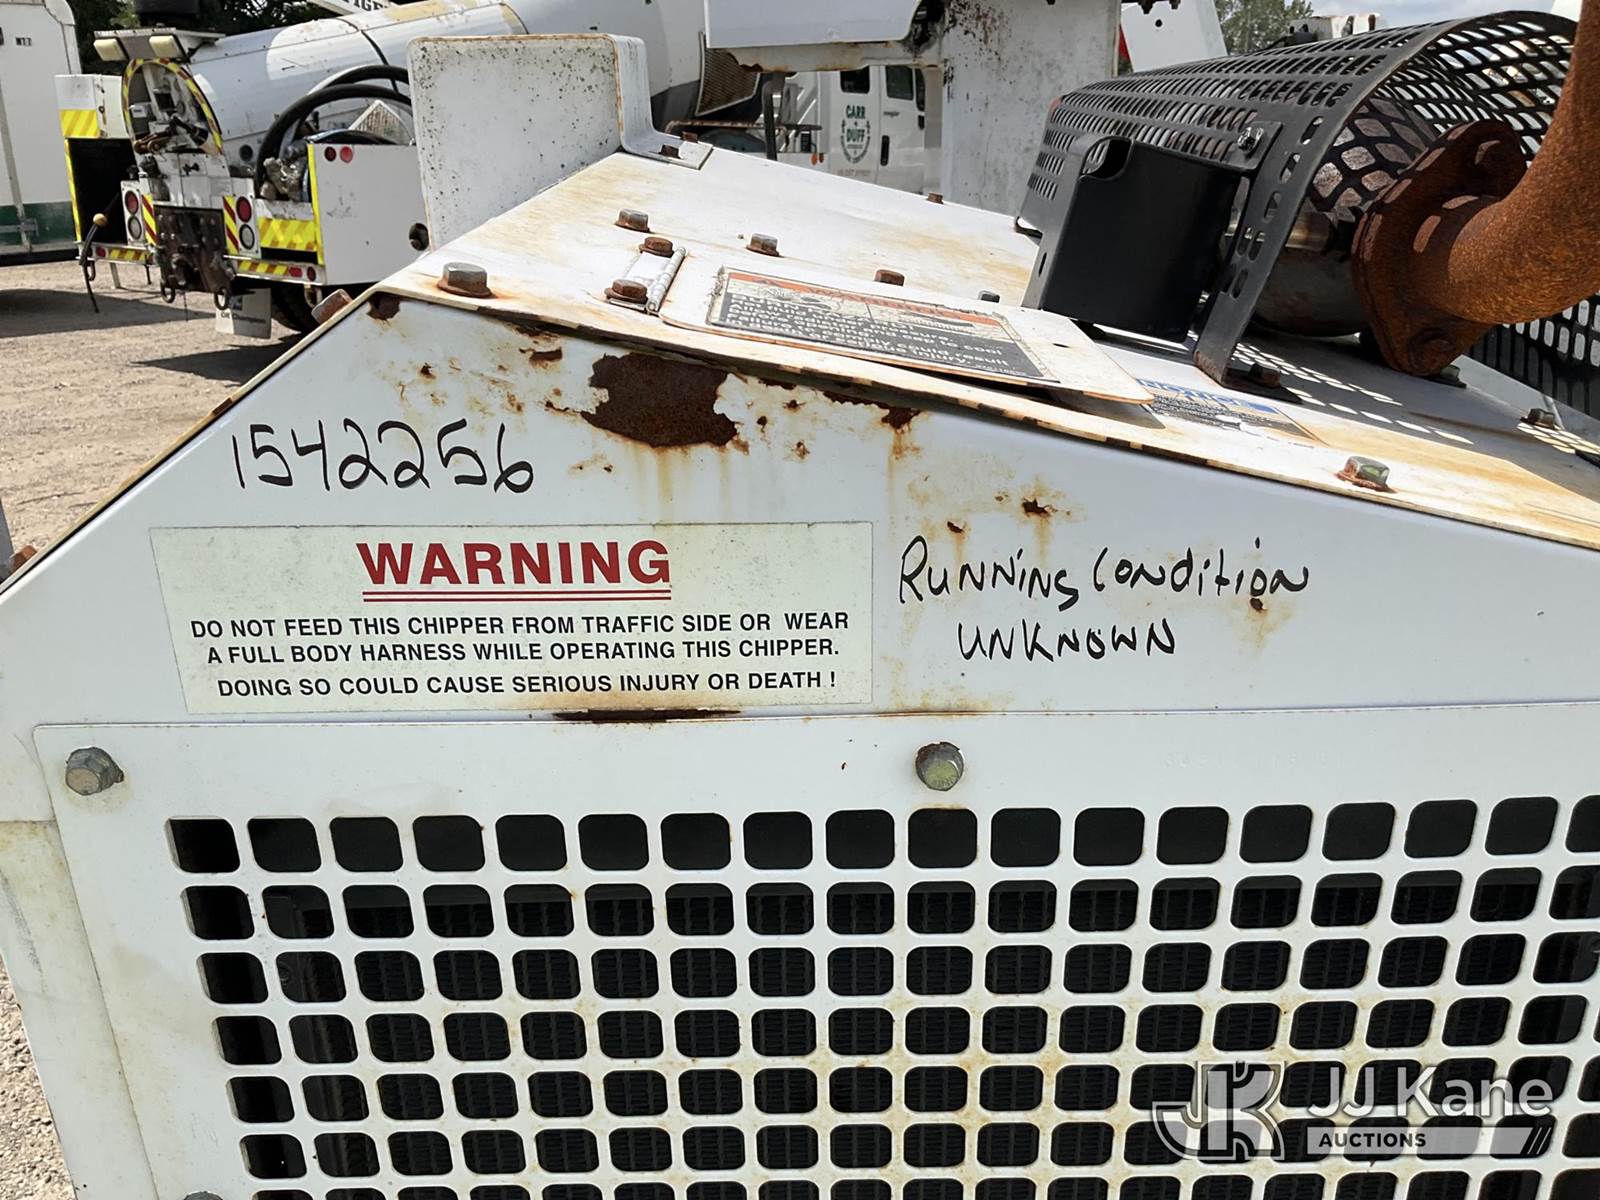 CARR
DUFF
NOTICE
1542256
WARNING
DO NOT FEED THIS CHIPPER FROM TRAFFIC SIDE OR WEAR
A FULL BODY HARNESS WHILE OPERATING THIS CHIPPER.
DOING SO COULD CAUSE SERIOUS INJURY OR DEATH !
Running Condition
UNKNOWN
JJ Kane
AUCTIONS